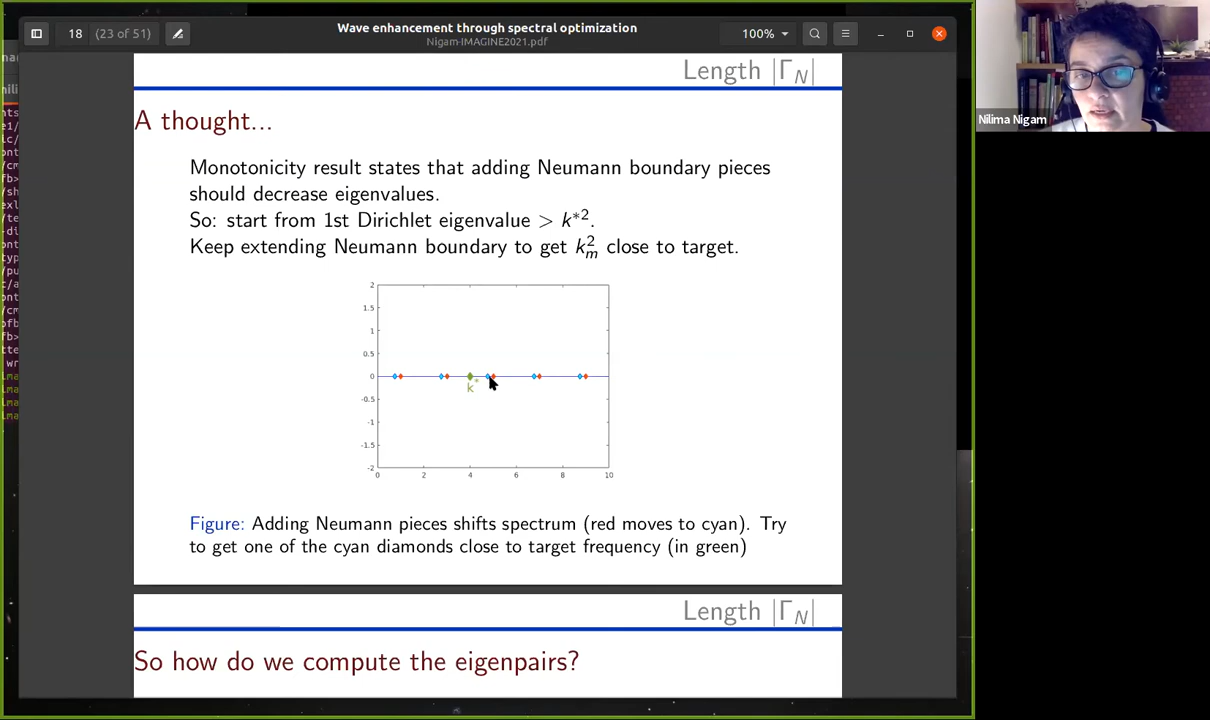 Wave enhancement through spectral optimization
Nigam-IMAGINE2021.pdf
18 (23 of 51)
100%
Length |Γ_N|
A thought...
Monotonicity result states that adding Neumann boundary pieces
should decrease eigenvalues.
So: start from 1st Dirichlet eigenvalue > k*².
Keep extending Neumann boundary to get k²_m close to target.
2
1.5
1
0.5
0
-0.5
-1
-1.5
-2
k*
0 2 4 6 8 10
Figure: Adding Neumann pieces shifts spectrum (red moves to cyan). Try
to get one of the cyan diamonds close to target frequency (in green)
Length |Γ_N|
So how do we compute the eigenpairs?
Nilima Nigam